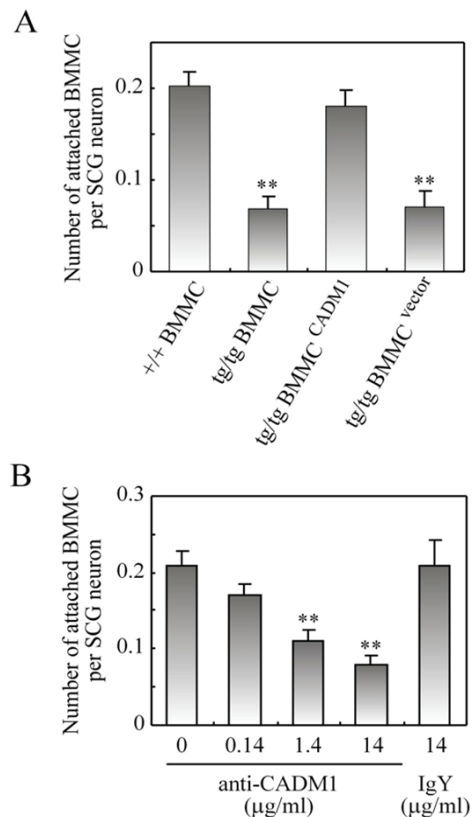 A
Number of attached BMMC
per SCG neuron
0.2
0.1
0
**
**
+/+ BMMC
tg/tg BMMC
tg/tg BMMC CADM1
tg/tg BMMC vector
B
Number of attached BMMC
per SCG neuron
0.3
0.2
0.1
0
**
**
0 0.14 1.4 14 14
anti-CADM1 IgY
(μg/ml) (μg/ml)